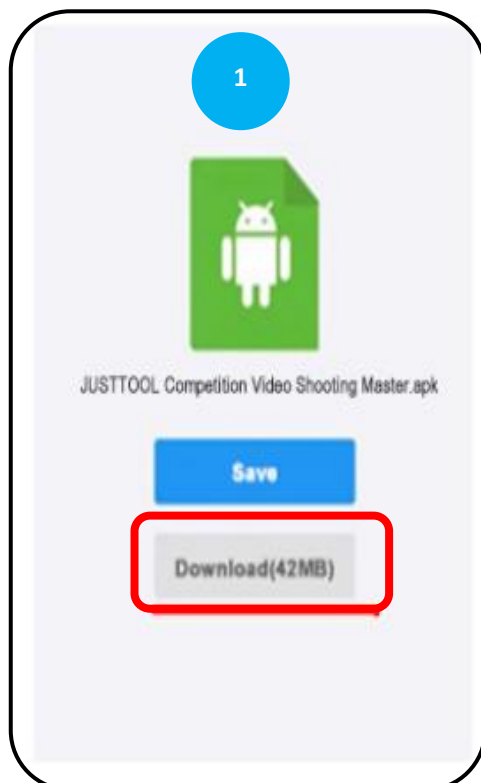 1
JUSTTOOL Competition Video Shooting Master.apk
Save
Download(42MB)